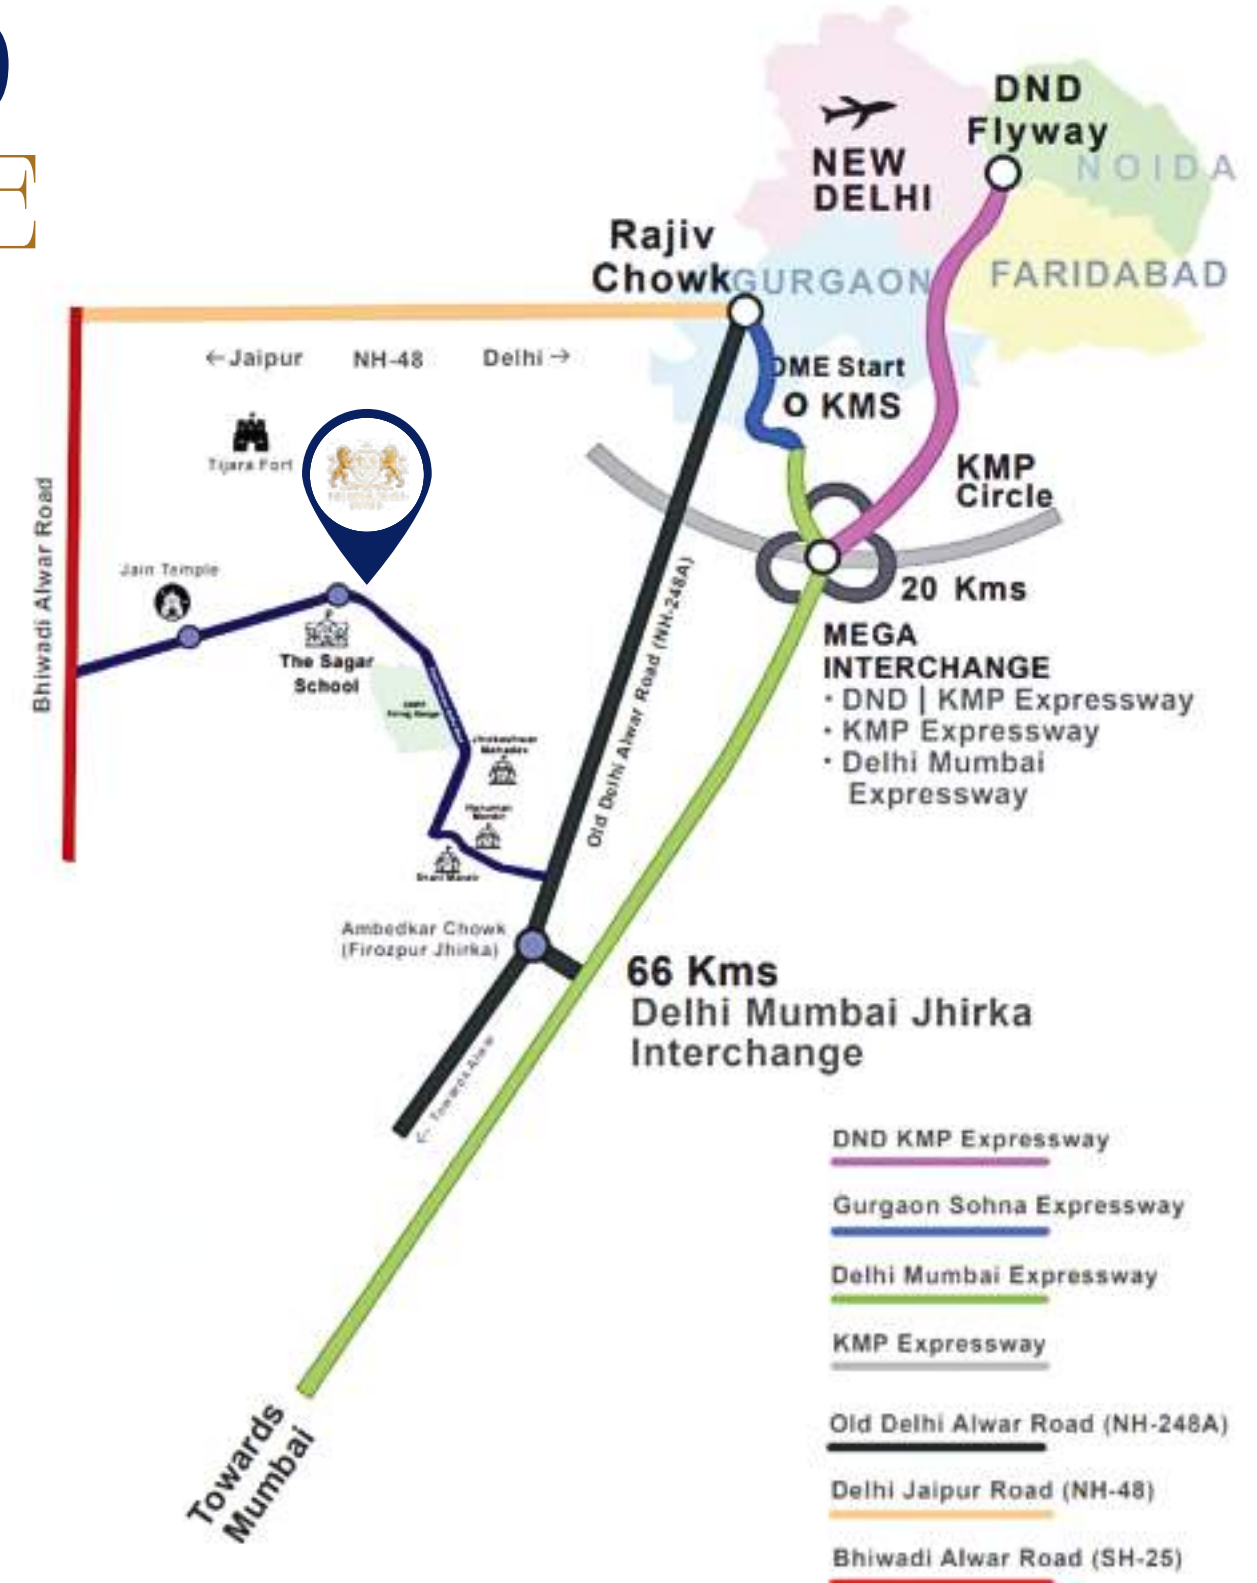 E
DND
Flyway
NOIDA
NEW
DELHI
Rajiv
Chowk
GURGAON
FARIDABAD
←Jaipur NH-48 Delhi→
DME Start
O KMS
Tijara Fort
KMP
Circle
Bhiwadi Alwar Road
Jain Temple
20 Kms
MEGA
INTERCHANGE
· DND | KMP Expressway
· KMP Expressway
· Delhi Mumbai
Expressway
The Sagar
School
Old Delhi Alwar Road (NH-248A)
Mahadev
Ambedkar Chowk
(Firozpur Jhirka)
66 Kms
Delhi Mumbai Jhirka
Interchange
← Towards Alwar
Towards
Mumbai
DND KMP Expressway
Gurgaon Sohna Expressway
Delhi Mumbai Expressway
KMP Expressway
Old Delhi Alwar Road (NH-248A)
Delhi Jaipur Road (NH-48)
Bhiwadi Alwar Road (SH-25)